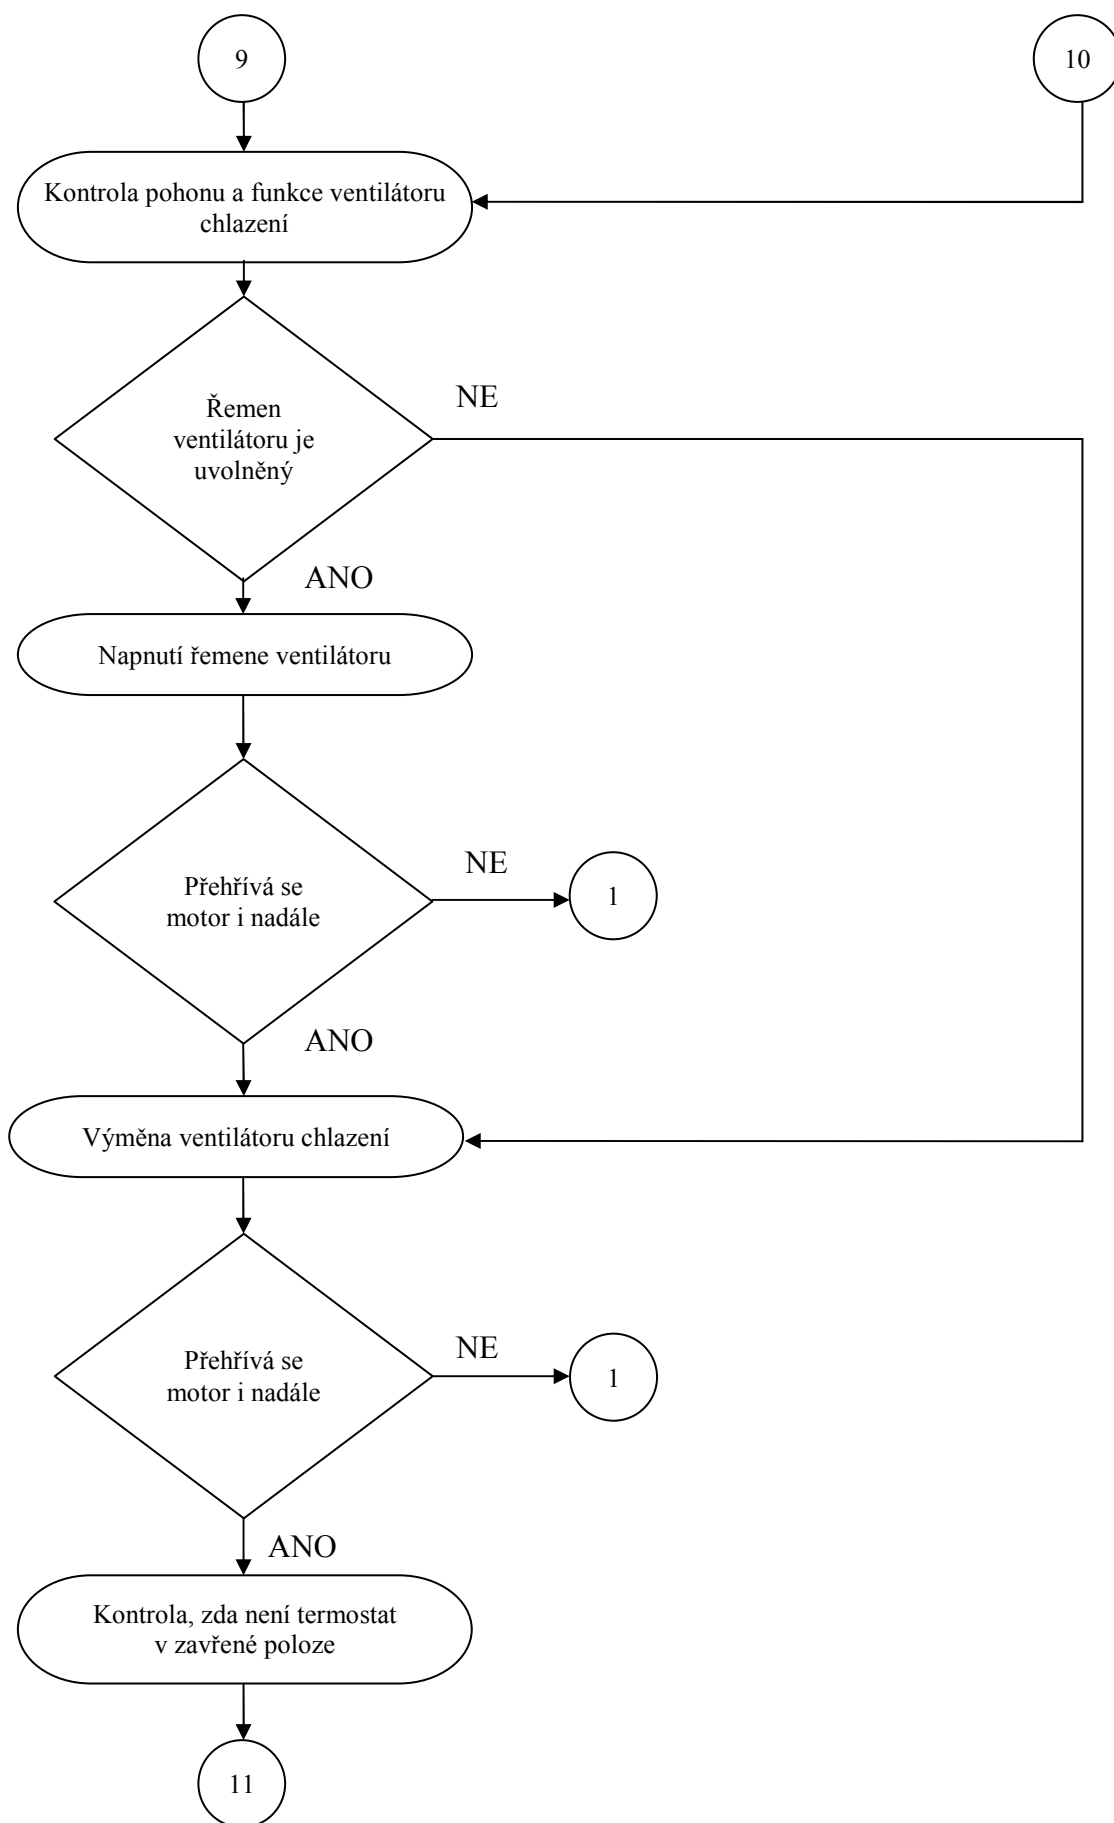 9
10
Kontrola pohonu a funkce ventilátoru
chlazení
NE
Řemen
ventilátoru je
uvolněný
ANO
Napnutí řemene ventilátoru
NE
Přehřívá se
motor i nadále
1
ANO
Výměna ventilátoru chlazení
NE
Přehřívá se
motor i nadále
1
ANO
Kontrola, zda není termostat
v zavřené poloze
11